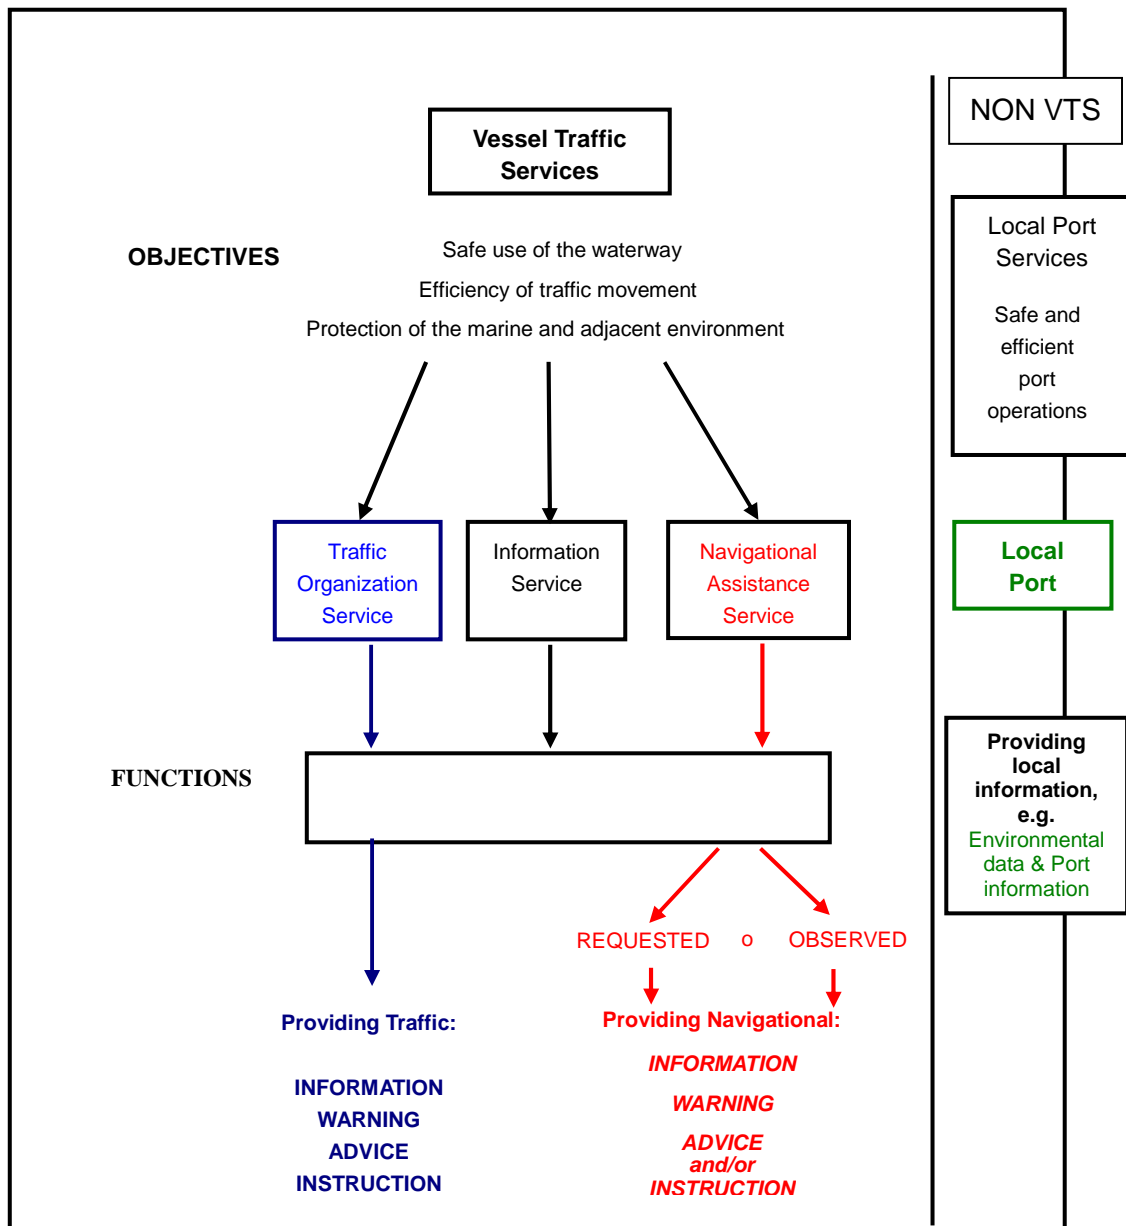 Vessel Traffic
Services
OBJECTIVES
Safe use of the waterway
Efficiency of traffic movement
Protection of the marine and adjacent environment
Traffic
Organization
Service
Information
Service
Navigational
Assistance
Service
FUNCTIONS
REQUESTED o OBSERVED
Providing Traffic:
INFORMATION
WARNING
ADVICE
INSTRUCTION
Providing Navigational:
INFORMATION
WARNING
ADVICE
and/or
INSTRUCTION
NON VTS
Local Port
Services
Safe and
efficient
port
operations
Local
Port
Providing
local
information,
e.g.
Environmental
data & Port
information